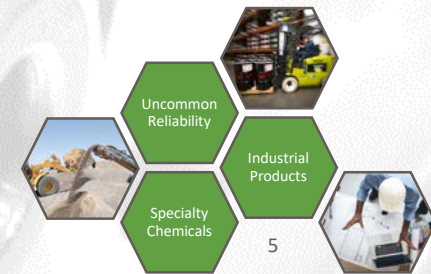 Uncommon
Reliability
Industrial
Products
Specialty
Chemicals
5